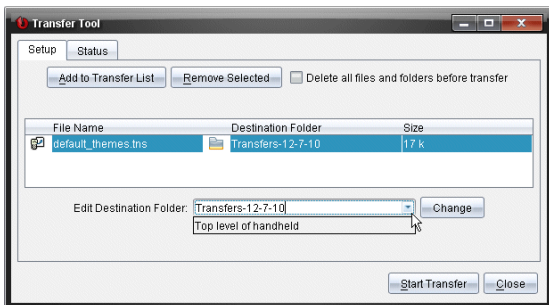 Transfer Tool
Setup Status
Add to Transfer List Remove Selected Delete all files and folders before transfer
File Name Destination Folder Size
default_themes.tns Transfers-12-7-10 17 k
Edit Destination Folder: Transfers-12-7-10 Change
Top level of handheld
Start Transfer Close